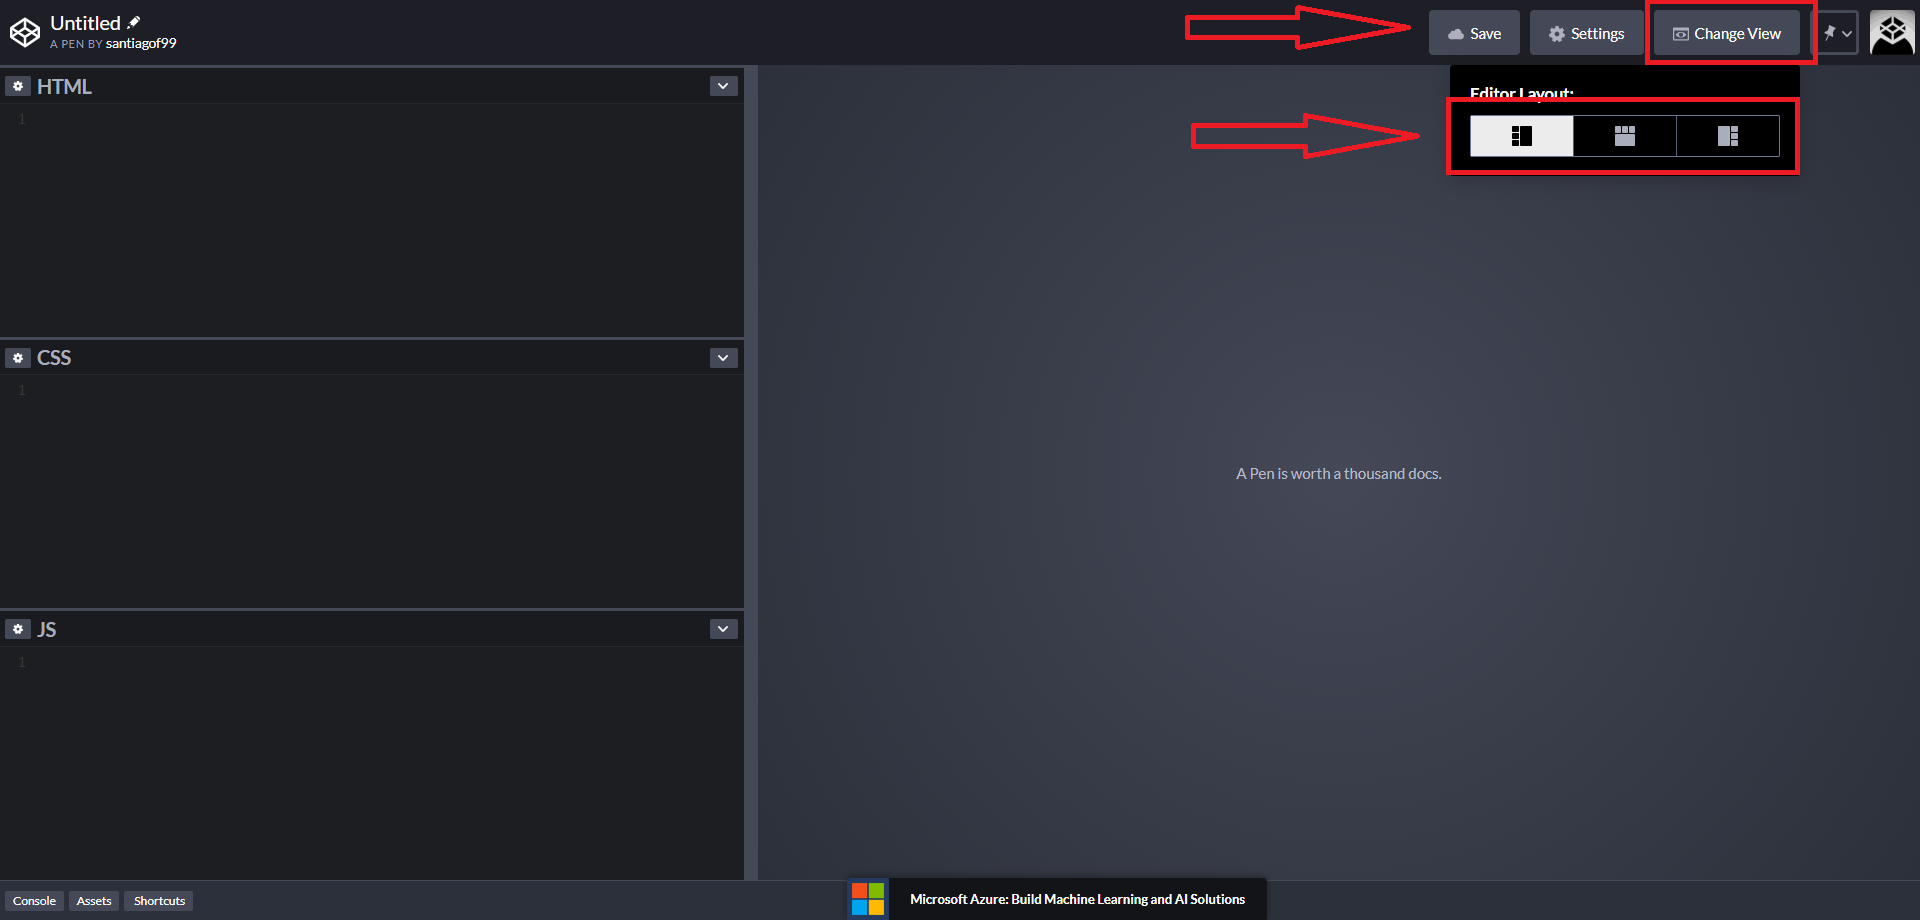 Untitled
A PEN BY santiagof99
Save
Settings
Change View
Editor Layout:
HTML
1
CSS
1
JS
1
A Pen is worth a thousand docs.
Console
Assets
Shortcuts
Microsoft Azure: Build Machine Learning and AI Solutions